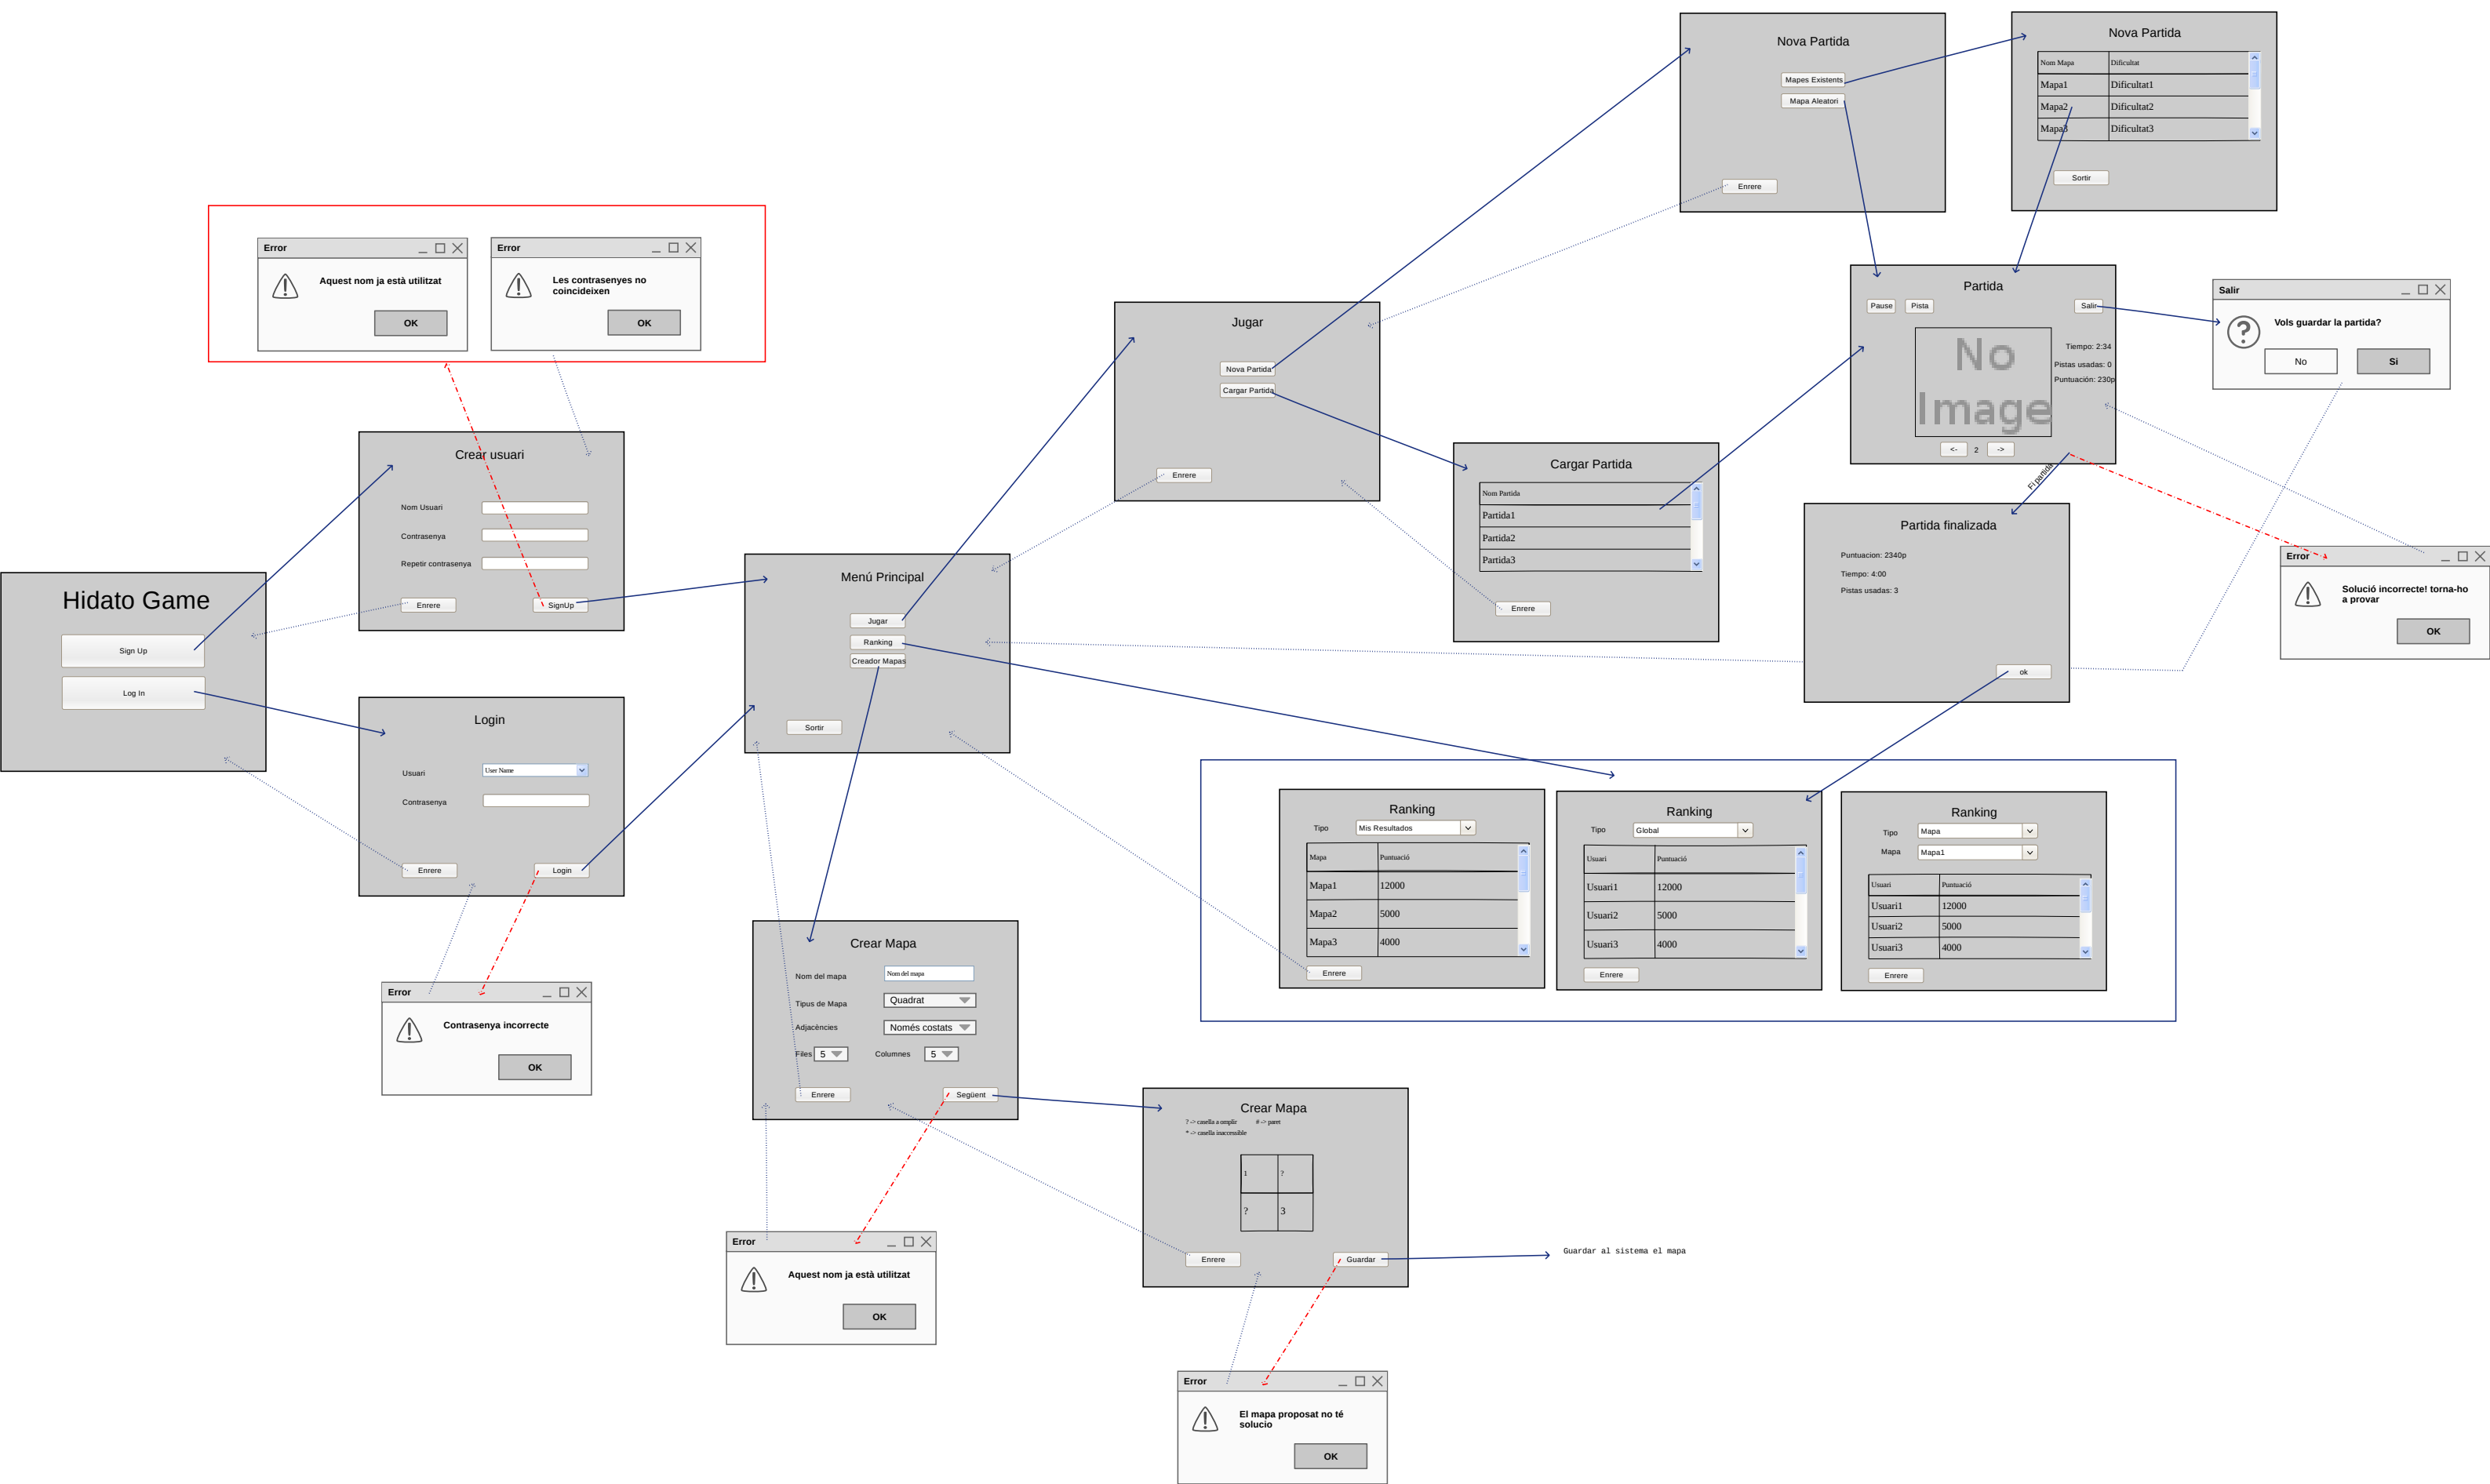 Nova Partida
Mapes Existents
Mapa Aleatori
Enrere
Nova Partida
Nom Mapa Dificultat
Mapa1 Dificultat1
Mapa2 Dificultat2
Mapa3 Dificultat3
Sortir
Error
Aquest nom ja està utilitzat
OK
Error
Les contrasenyes no
coincideixen
OK
Jugar
Nova Partida
Cargar Partida
Enrere
Partida
Pause Pista Salir
No
Image
Tiempo: 2:34
Pistas usadas: 0
Puntuación: 230p
<- 2 ->
Fi partida
Salir
Vols guardar la partida?
No Si
Crear usuari
Nom Usuari
Contrasenya
Repetir contrasenya
Enrere SignUp
Cargar Partida
Nom Partida
Partida1
Partida2
Partida3
Enrere
Partida finalizada
Puntuacion: 2340p
Tiempo: 4:00
Pistas usadas: 3
ok
Error
Solució incorrecte! torna-ho
a provar
OK
Hidato Game
Sign Up
Log In
Menú Principal
Jugar
Ranking
Creador Mapas
Sortir
Login
Usuari User Name
Contrasenya
Enrere Login
Ranking
Tipo Mis Resultados
Mapa Puntuació
Mapa1 12000
Mapa2 5000
Mapa3 4000
Enrere
Ranking
Tipo Global
Usuari Puntuació
Usuari1 12000
Usuari2 5000
Usuari3 4000
Enrere
Ranking
Tipo Mapa
Mapa Mapa1
Usuari Puntuació
Usuari1 12000
Usuari2 5000
Usuari3 4000
Enrere
Error
Contrasenya incorrecte
OK
Crear Mapa
Nom del mapa Nom del mapa
Tipus de Mapa Quadrat
Adjacències Només costats
Files 5 Columnes 5
Enrere Següent
Crear Mapa
? -> casella a omplir # -> paret
* -> casella inaccessible
1 ?
? 3
Enrere Guardar
Guardar al sistema el mapa
Error
Aquest nom ja està utilitzat
OK
Error
El mapa proposat no té
solucio
OK